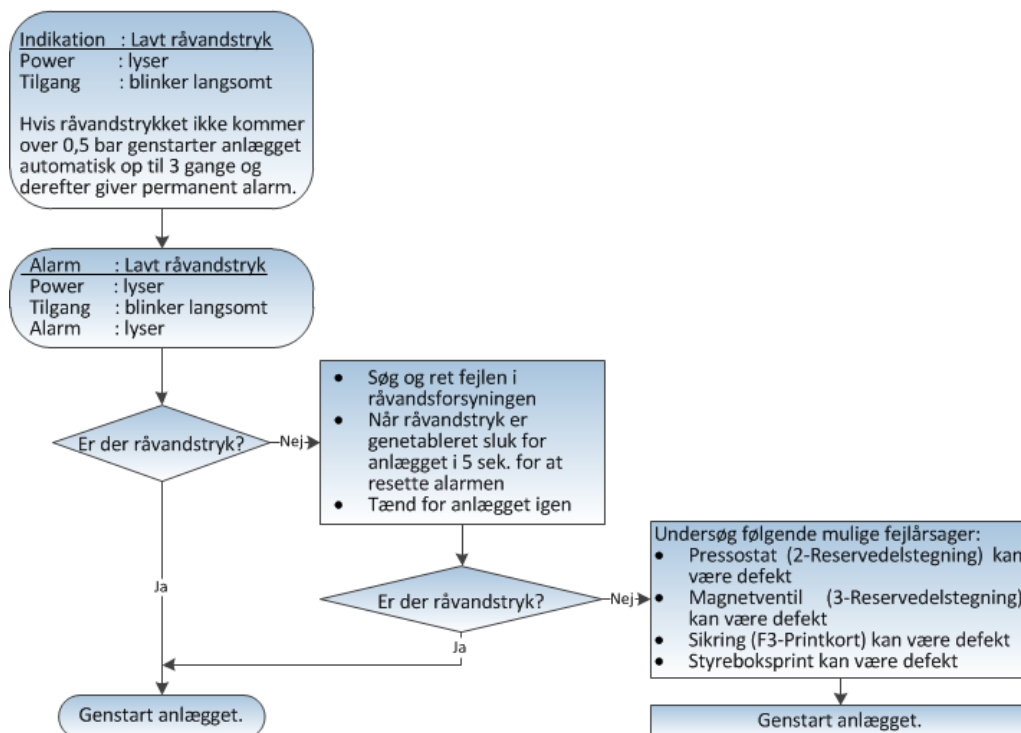 Indikation : Lavt råvandstryk
Power : lyser
Tilgang : blinker langsomt
Hvis råvandstrykket ikke kommer
over 0,5 bar genstarter anlægget
automatisk op til 3 gange og
derefter giver permanent alarm.
Alarm : Lavt råvandstryk
Power : lyser
Tilgang : blinker langsomt
Alarm : lyser
Er der råvandstryk?
Nej
• Søg og ret fejlen i
råvandsforsyningen
• Når råvandstryk er
genetableret sluk for
anlægget i 5 sek. for at
resette alarmen
• Tænd for anlægget igen
Ja
Er der råvandstryk?
Nej
Undersøg følgende mulige fejlårsager:
• Pressostat (2-Reservedelstegning) kan
være defekt
• Magnetventil (3-Reservedelstegning)
kan være defekt
• Sikring (F3-Printkort) kan være defekt
• Styreboksprint kan være defekt
Ja
Genstart anlægget.
Genstart anlægget.